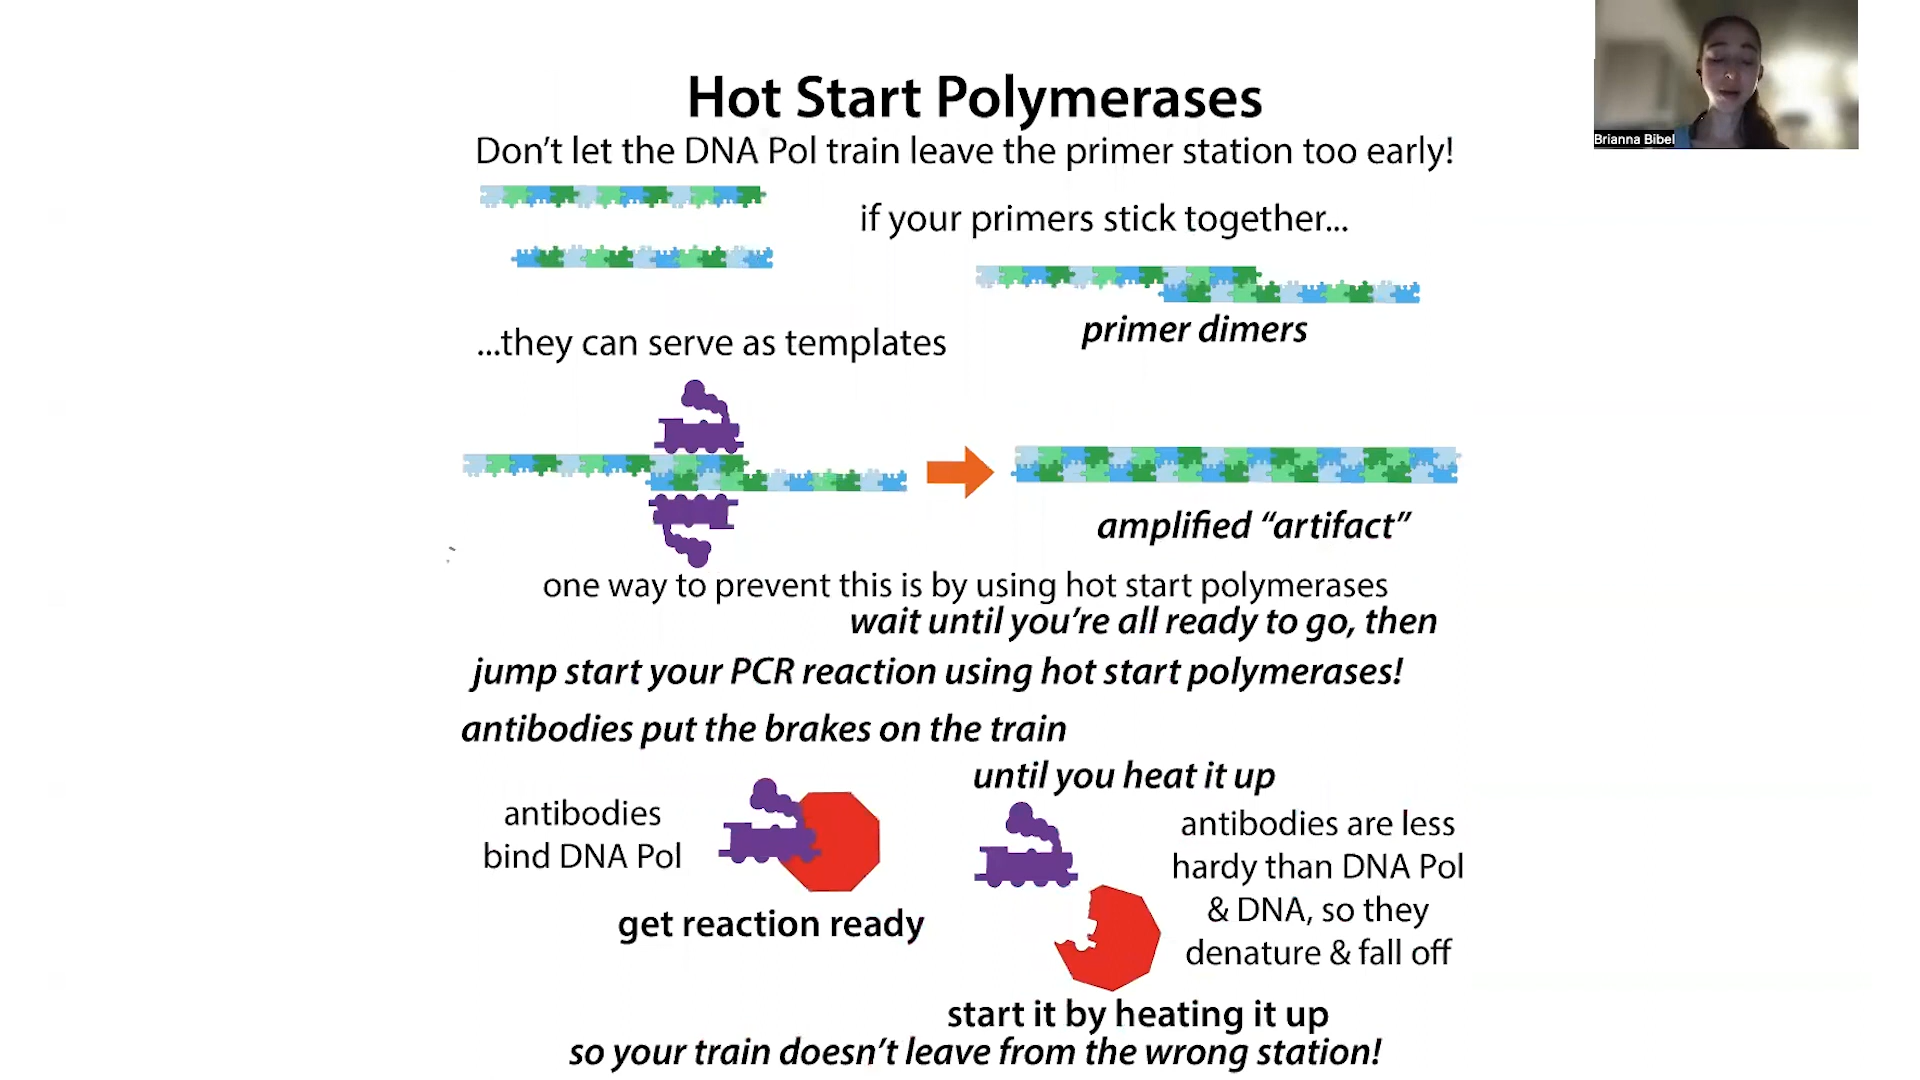 Hot Start Polymerases
Brianna Bibel
Don't let the DNA Pol train leave the primer station too early!
if your primers stick together...
primer dimers
...they can serve as templates
amplified "artifact"
one way to prevent this is by using hot start polymerases
wait until you're all ready to go, then
jump start your PCR reaction using hot start polymerases!
antibodies put the brakes on the train
until you heat it up
antibodies
bind DNA Pol
get reaction ready
antibodies are less
hardy than DNA Pol
& DNA, so they
denature & fall off
start it by heating it up
so your train doesn't leave from the wrong station!